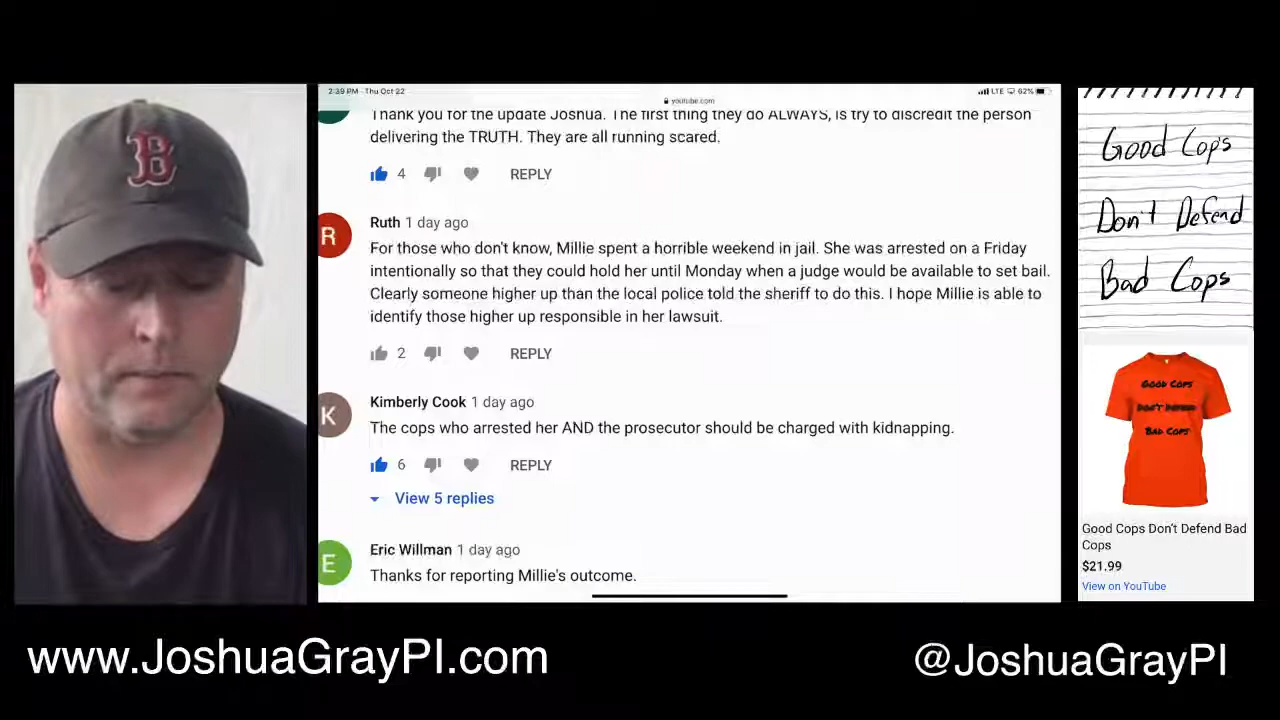 B
2:39 PM Thu Oct 22
youtube.com
LTE 62%
Thank you for the update Joshua. The first thing they do ALWAYS, is try to discredit the person
delivering the TRUTH. They are all running scared.
4 REPLY
R
Ruth 1 day ago
For those who don't know, Millie spent a horrible weekend in jail. She was arrested on a Friday
intentionally so that they could hold her until Monday when a judge would be available to set bail.
Clearly someone higher up than the local police told the sheriff to do this. I hope Millie is able to
identify those higher up responsible in her lawsuit.
2 REPLY
K
Kimberly Cook 1 day ago
The cops who arrested her AND the prosecutor should be charged with kidnapping.
6 REPLY
View 5 replies
E
Eric Willman 1 day ago
Thanks for reporting Millie's outcome.
Good Cops
Don't Defend
Bad Cops
GOOD COPS
DON'T DEFEND
BAD COPS
Good Cops Don't Defend Bad
Cops
$21.99
View on YouTube
www.JoshuaGrayPI.com
@JoshuaGrayPI